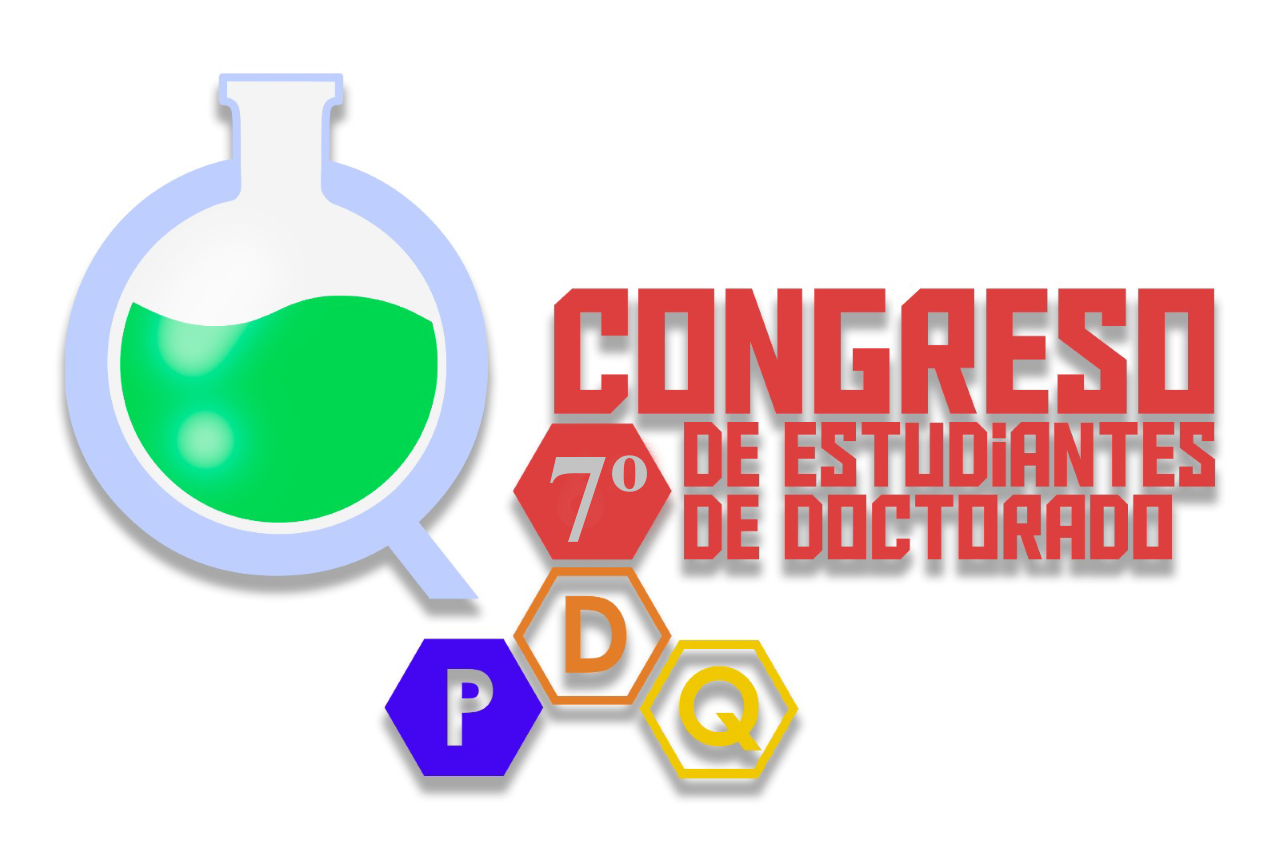 CONGRESO
7º DE ESTUDiANTES
DE DOCTORADO
D
P Q